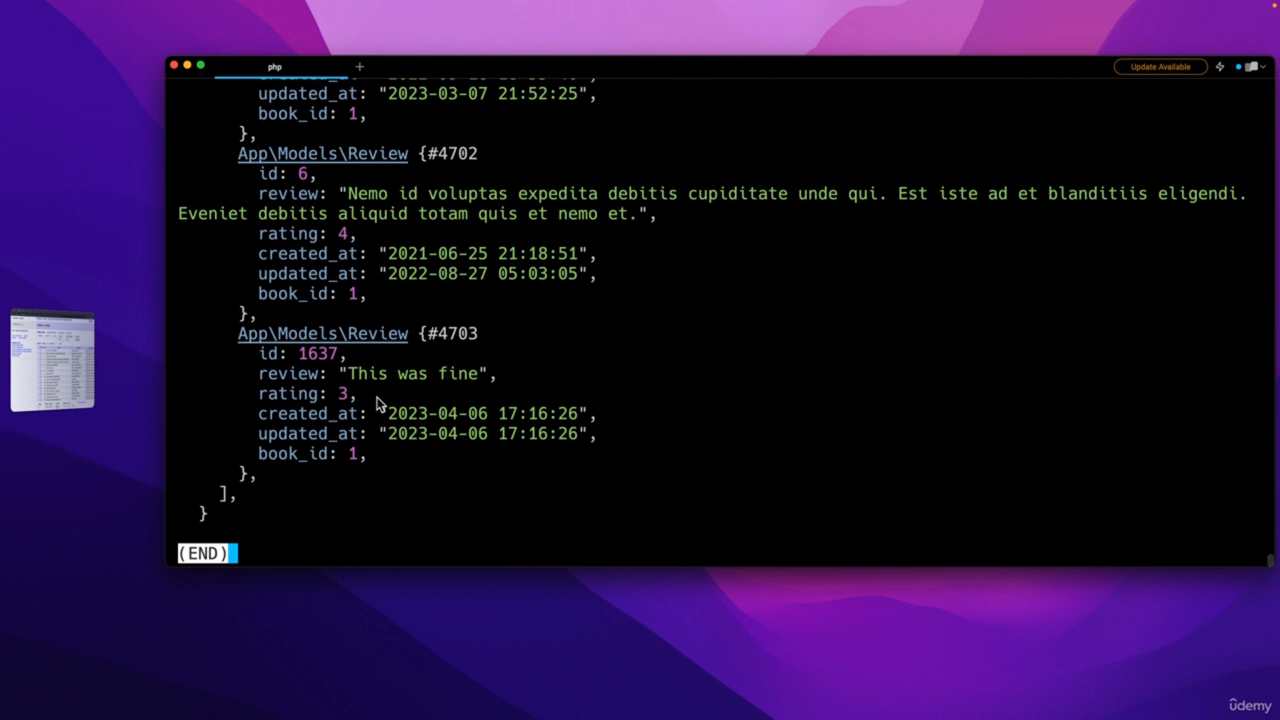 php
+
Update Available
updated_at: "2023-03-07 21:52:25",
book_id: 1,
},
App\Models\Review {#4702
id: 6,
review: "Nemo id voluptas expedita debitis cupiditate unde qui. Est iste ad et blanditiis eligendi.
Eveniet debitis aliquid totam quis et nemo et.",
rating: 4,
created_at: "2021-06-25 21:18:51",
updated_at: "2022-08-27 05:03:05",
book_id: 1,
},
App\Models\Review {#4703
id: 1637,
review: "This was fine",
rating: 3,
created_at: "2023-04-06 17:16:26",
updated_at: "2023-04-06 17:16:26",
book_id: 1,
},
],
}
(END)
ûdemy